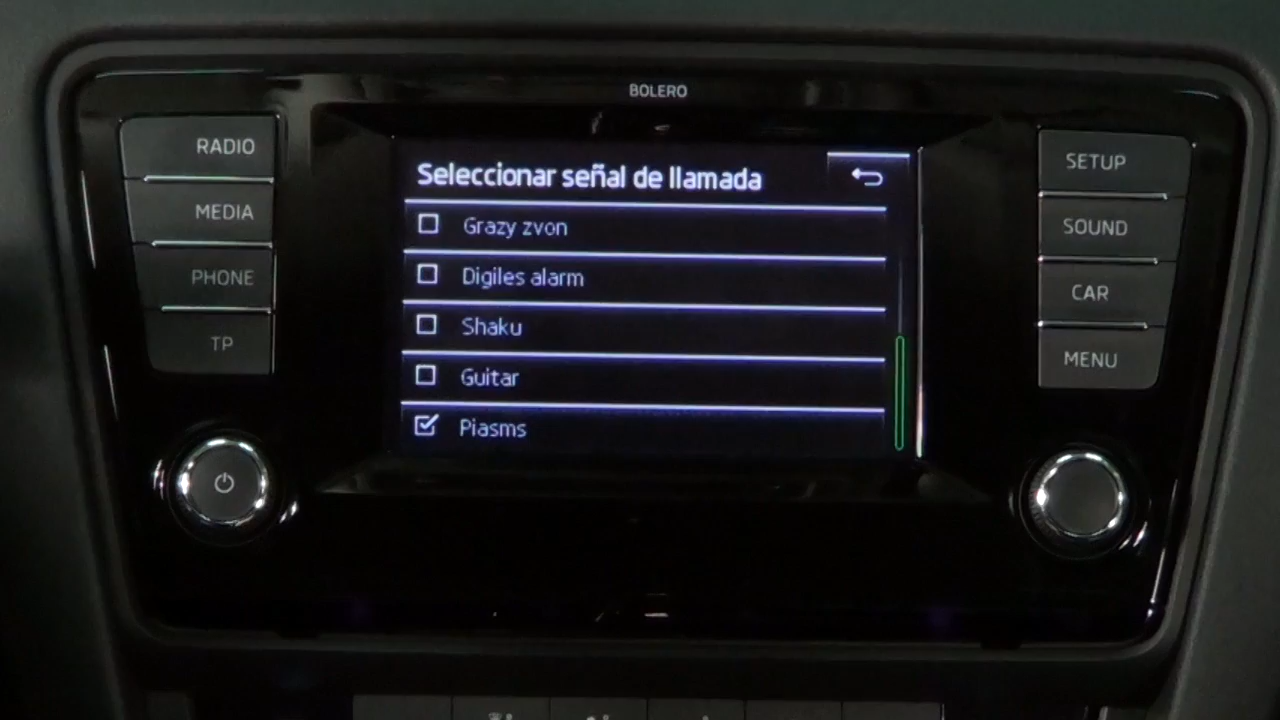 BOLERO
RADIO
MEDIA
PHONE
TP
Seleccionar señal de llamada
Grazy zvon
Digiles alarm
Shaku
Guitar
Piasms
SETUP
SOUND
CAR
MENU